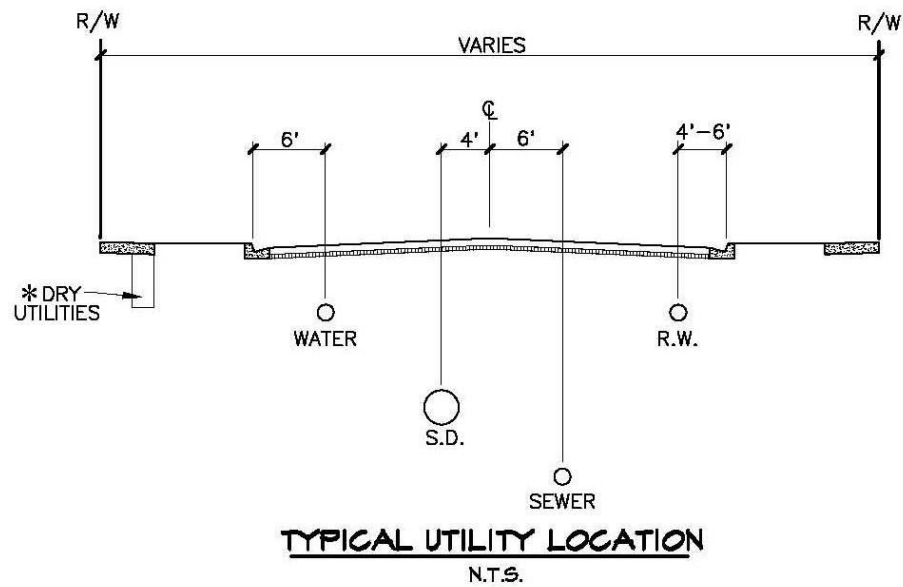 R/W
R/W
VARIES
℄
6'
4'
6'
4'-6'
* DRY
UTILITIES
WATER
R.W.
S.D.
SEWER
TYPICAL UTILITY LOCATION
N.T.S.